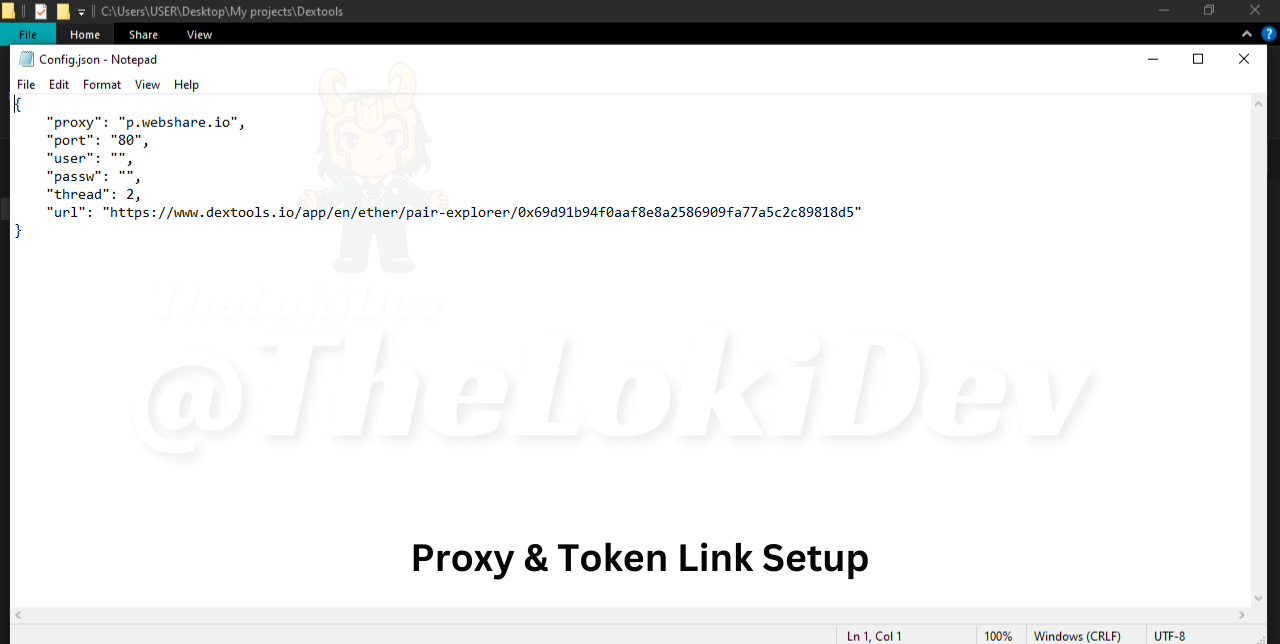 C:\Users\USER\Desktop\My projects\Dextools
File Home Share View
Config.json - Notepad
File Edit Format View Help
{
"proxy": "p.webshare.io",
"port": "80",
"user": "",
"passw": "",
"thread": 2,
"url": "https://www.dextools.io/app/en/ether/pair-explorer/0x69d91b94f0aaf8e8a2586909fa77a5c2c89818d5"
}
TheLokiDev
@TheLokiDev
Proxy & Token Link Setup
Ln 1, Col 1 100% Windows (CRLF) UTF-8